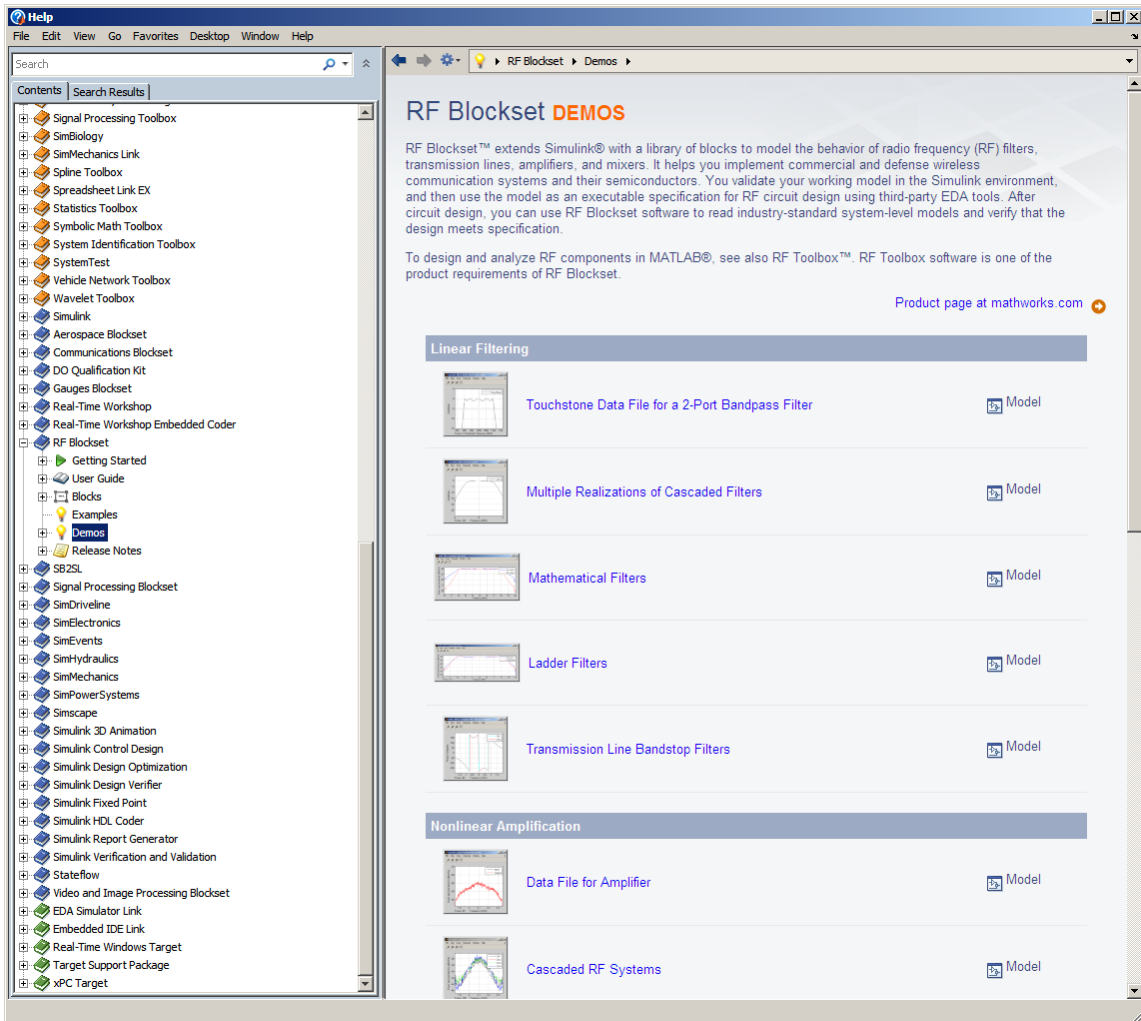 Help
File Edit View Go Favorites Desktop Window Help
Search
Contents Search Results
Signal Processing Toolbox
SimBiology
SimMechanics Link
Spline Toolbox
Spreadsheet Link EX
Statistics Toolbox
Symbolic Math Toolbox
System Identification Toolbox
SystemTest
Vehicle Network Toolbox
Wavelet Toolbox
Simulink
Aerospace Blockset
Communications Blockset
DO Qualification Kit
Gauges Blockset
Real-Time Workshop
Real-Time Workshop Embedded Coder
RF Blockset
Getting Started
User Guide
Blocks
Examples
Demos
Release Notes
SB2SL
Signal Processing Blockset
SimDriveline
SimElectronics
SimEvents
SimHydraulics
SimMechanics
SimPowerSystems
Simscape
Simulink 3D Animation
Simulink Control Design
Simulink Design Optimization
Simulink Design Verifier
Simulink Fixed Point
Simulink HDL Coder
Simulink Report Generator
Simulink Verification and Validation
Stateflow
Video and Image Processing Blockset
EDA Simulator Link
Embedded IDE Link
Real-Time Windows Target
Target Support Package
xPC Target
RF Blockset Demos
RF Blockset DEMOS
RF Blockset™ extends Simulink® with a library of blocks to model the behavior of radio frequency (RF) filters,
transmission lines, amplifiers, and mixers. It helps you implement commercial and defense wireless
communication systems and their semiconductors. You validate your working model in the Simulink environment,
and then use the model as an executable specification for RF circuit design using third-party EDA tools. After
circuit design, you can use RF Blockset software to read industry-standard system-level models and verify that the
design meets specification.
To design and analyze RF components in MATLAB®, see also RF Toolbox™. RF Toolbox software is one of the
product requirements of RF Blockset.
Product page at mathworks.com
Linear Filtering
Touchstone Data File for a 2-Port Bandpass Filter Model
Multiple Realizations of Cascaded Filters Model
Mathematical Filters Model
Ladder Filters Model
Transmission Line Bandstop Filters Model
Nonlinear Amplification
Data File for Amplifier Model
Cascaded RF Systems Model